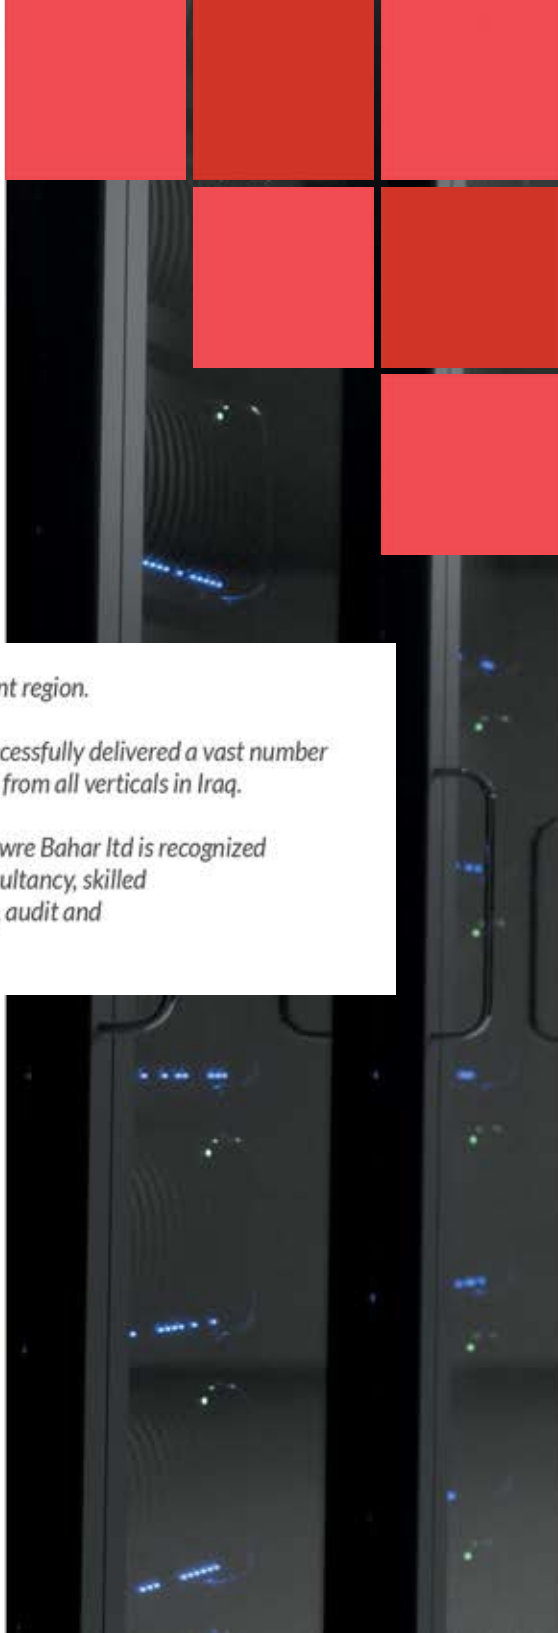 nt region.
cessfully delivered a vast number
from all verticals in Iraq.
wre Bahar ltd is recognized
ultancy, skilled
audit and